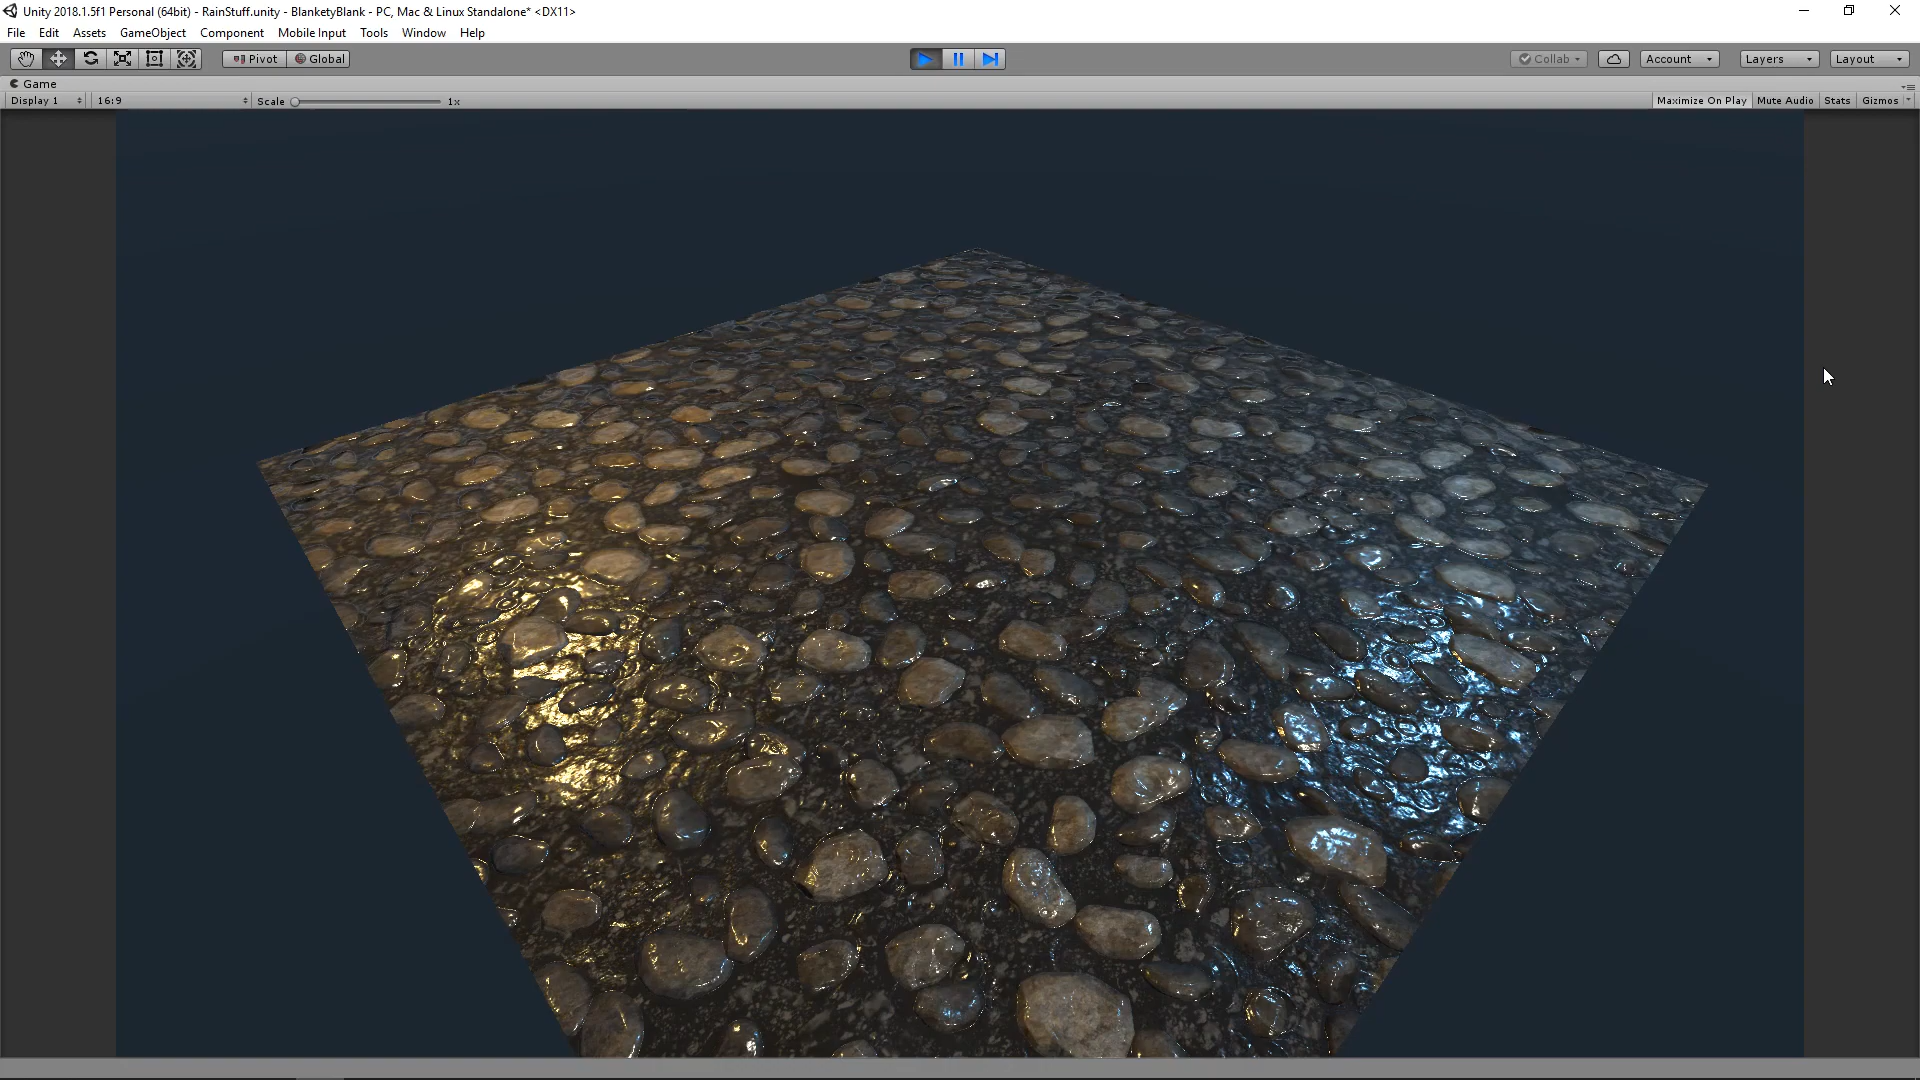 Unity 2018.1.5f1 Personal (64bit) - RainStuff.unity - BlanketyBlank - PC, Mac & Linux Standalone* <DX11>
File Edit Assets GameObject Component Mobile Input Tools Window Help
Pivot Global Collab Account Layers Layout
Game
Display 1 16:9 Scale 1x Maximize On Play Mute Audio Stats Gizmos